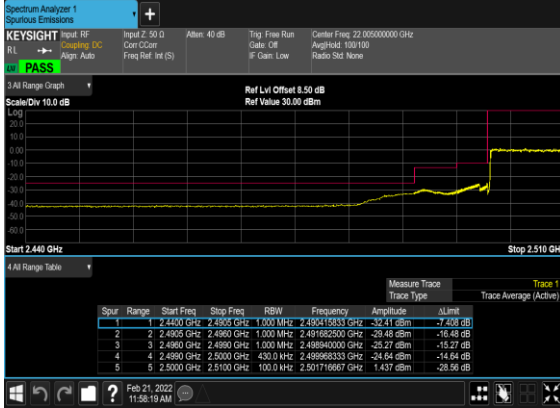 Spectrum Analyzer 1
Spurious Emissions
+
KEYSIGHT Input: RF Input Z: 50 Ω Atten: 40 dB Trig: Free Run Center Freq: 22.005000000 GHz
RL Coupling: DC Corr CCorr Gate: Off Avg|Hold: 100/100
Align: Auto Freq Ref: Int (S) IF Gain: Low Radio Std: None
PASS
3 All Range Graph Ref Lvl Offset 8.50 dB
Scale/Div 10.0 dB Ref Value 30.00 dBm
Log
20.0
10.0
0.00
-10.0
-20.0
-30.0
-40.0
-50.0
-60.0
Start 2.440 GHz Stop 2.510 GH
4 All Range Table
Measure Trace Trace 1
Trace Type Trace Average (Active)
Spur Range Start Freq Stop Freq RBW Frequency Amplitude ΔLimit
1 1 2.4400 GHz 2.4905 GHz 1.000 MHz 2.490415833 GHz -32.41 dBm -7.408 dB
2 2 2.4905 GHz 2.4960 GHz 1.000 MHz 2.491682500 GHz -29.48 dBm -16.48 dB
3 3 2.4960 GHz 2.4990 GHz 1.000 MHz 2.498940000 GHz -25.27 dBm -15.27 dB
4 4 2.4990 GHz 2.5000 GHz 430.0 kHz 2.499968333 GHz -24.64 dBm -14.64 dB
5 5 2.5000 GHz 2.5100 GHz 100.0 kHz 2.501716667 GHz 1.437 dBm -28.56 dB
? Feb 21, 2022
11:58:19 AM